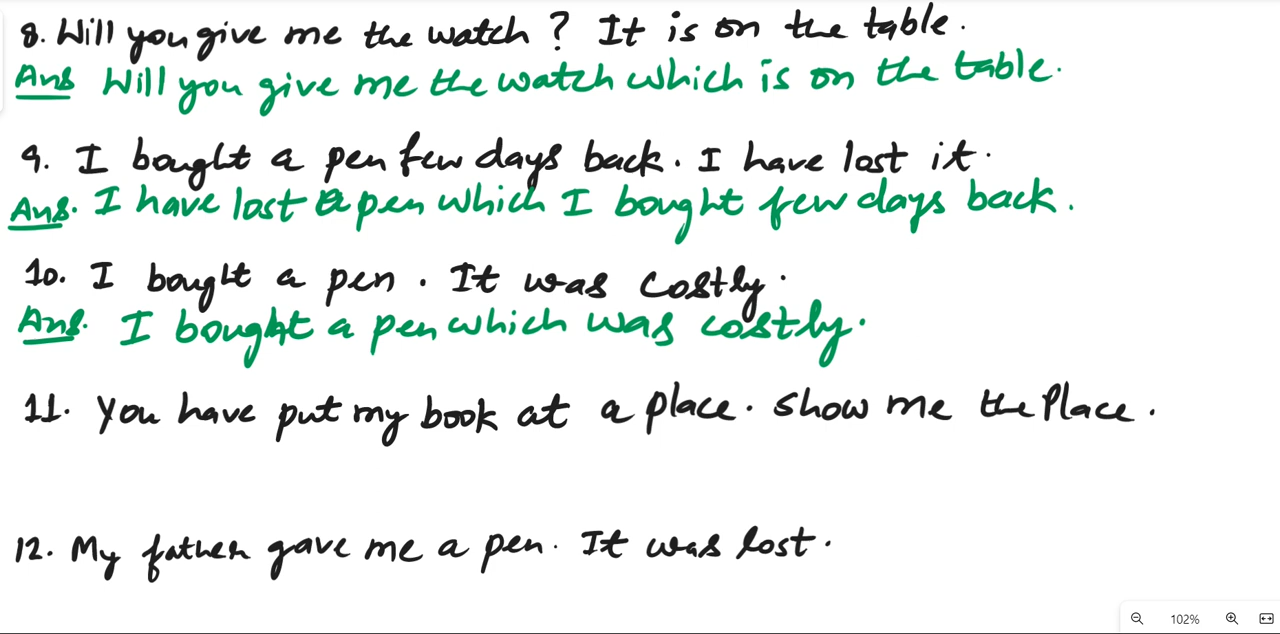 8. Will you give me the watch? It is on the table.
Ans Will you give me the watch which is on the table.
9. I bought a pen few days back. I have lost it.
Ans. I have lost a pen which I bought few days back.
10. I bought a pen. It was costly.
Ans. I bought a pen which was costly.
11. You have put my book at a place. Show me the Place.
12. My father gave me a pen. It was lost.
102%